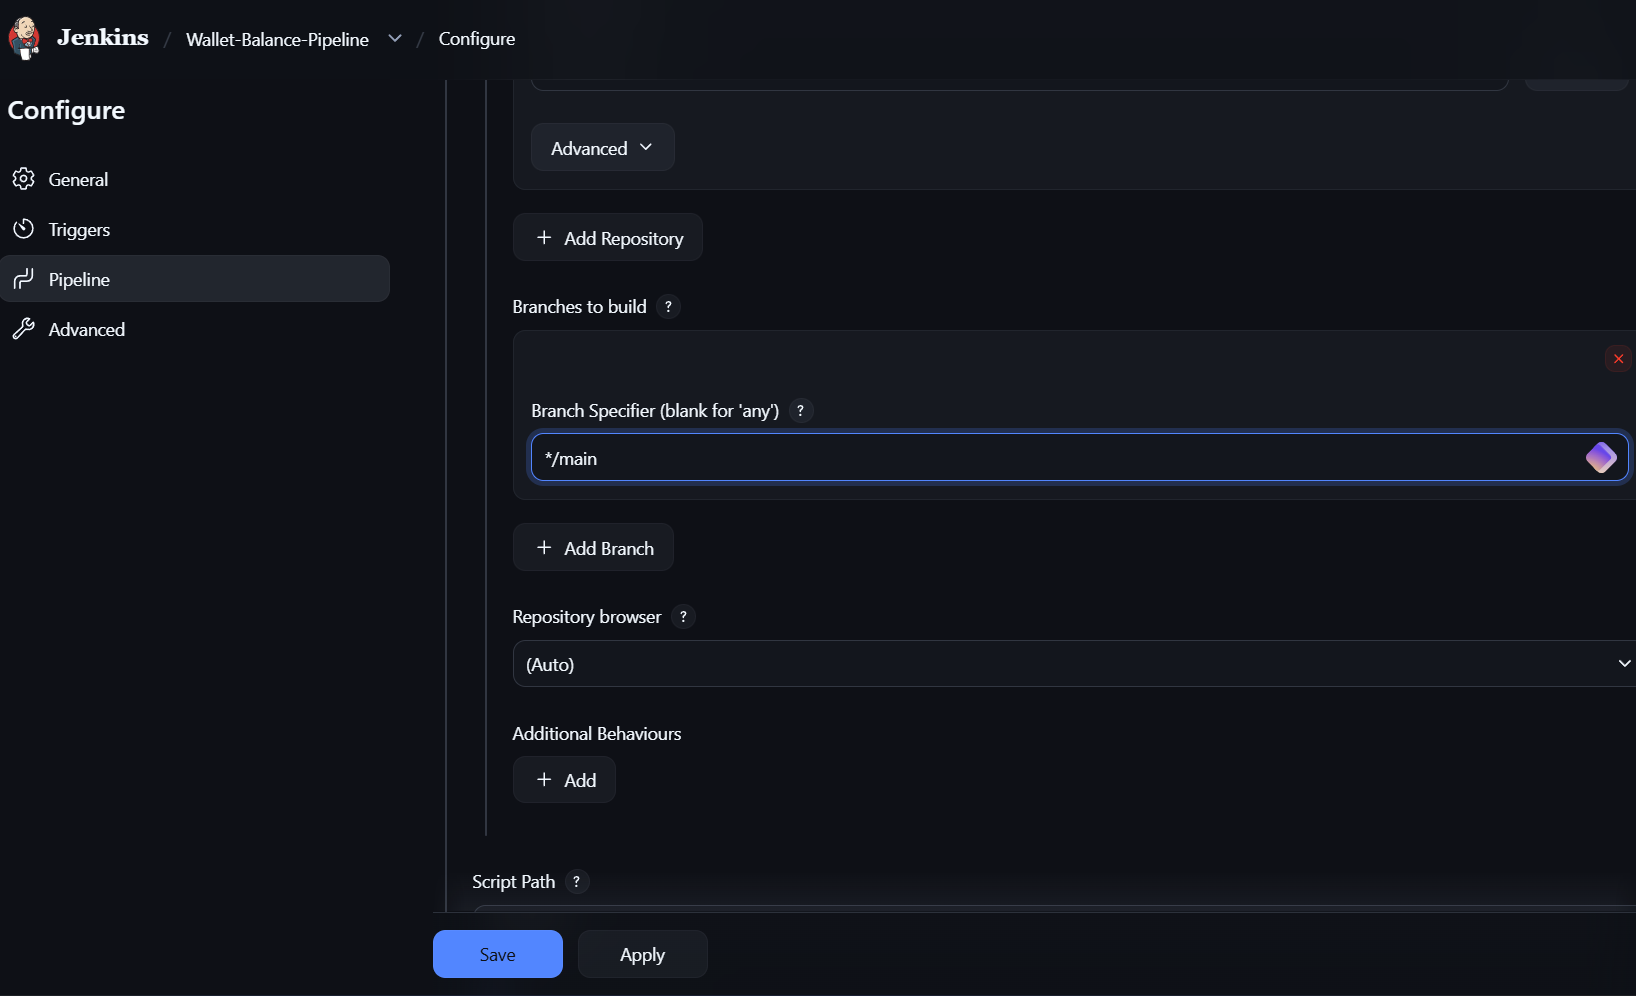 Jenkins / Wallet-Balance-Pipeline / Configure
Configure
General
Triggers
Pipeline
Advanced
Advanced
+ Add Repository
Branches to build ?
Branch Specifier (blank for 'any') ?
*/main
+ Add Branch
Repository browser ?
(Auto)
Additional Behaviours
+ Add
Script Path ?
Save
Apply